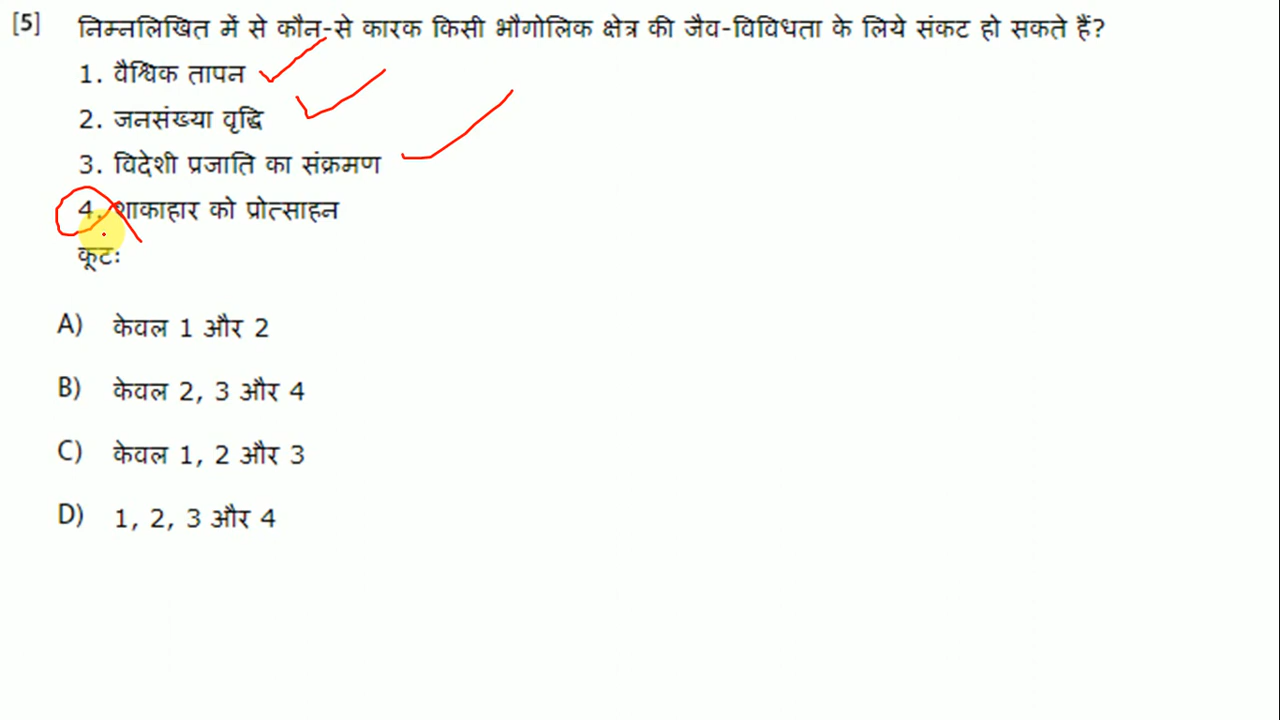 [5] निम्नलिखित में से कौन-से कारक किसी भौगोलिक क्षेत्र की जैव-विविधता के लिये संकट हो सकते हैं?
1. वैश्विक तापन
2. जनसंख्या वृद्धि
3. विदेशी प्रजाति का संक्रमण
4. शाकाहार को प्रोत्साहन
कूटः
A) केवल 1 और 2
B) केवल 2, 3 और 4
C) केवल 1, 2 और 3
D) 1, 2, 3 और 4